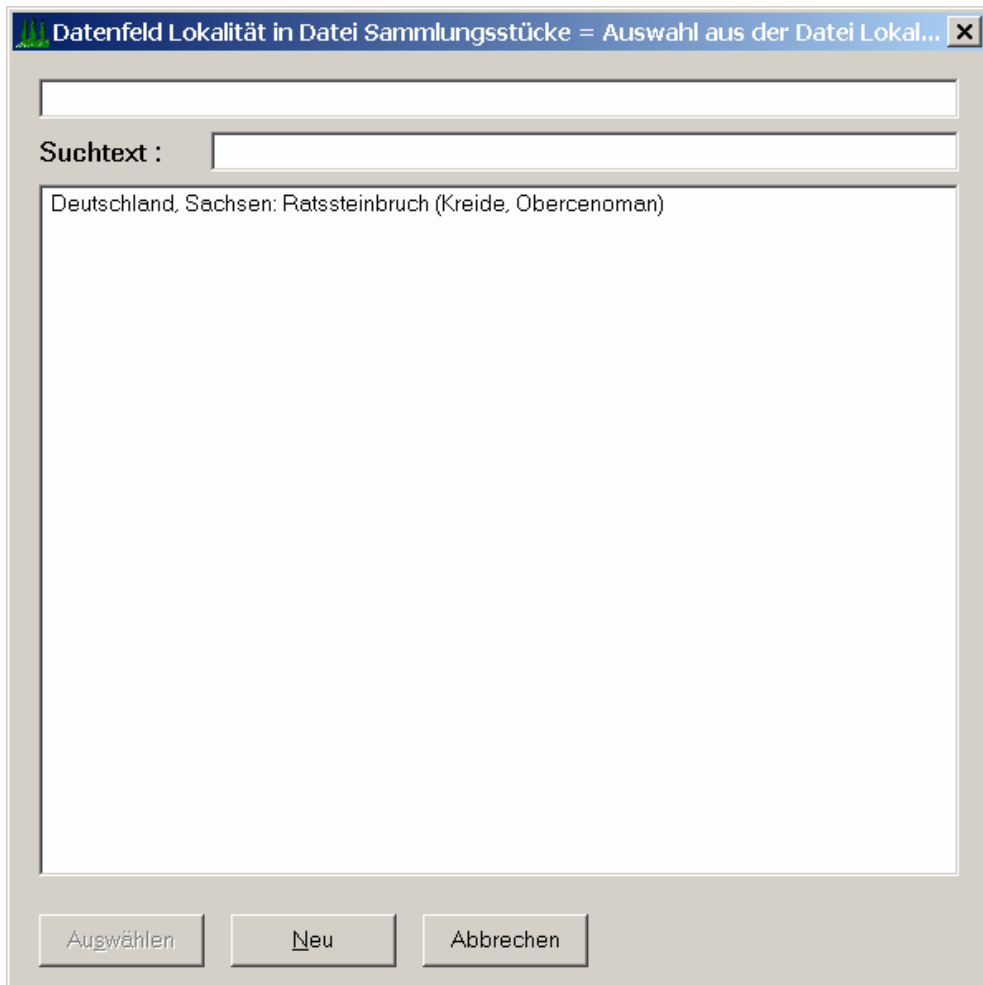 Datenfeld Lokalität in Datei Sammlungsstücke = Auswahl aus der Datei Lokal...
Suchtext :
Deutschland, Sachsen: Ratssteinbruch (Kreide, Obercenoman)
Auswählen Neu Abbrechen